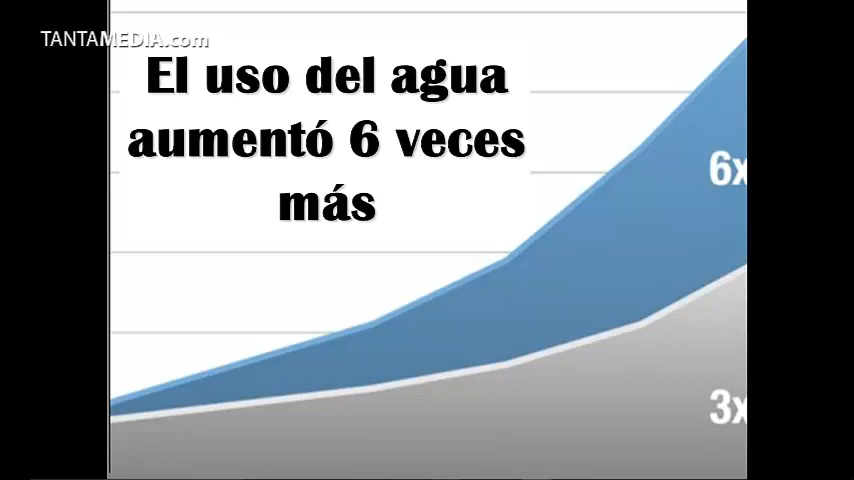 TANTAMEDIA.com
El uso del agua
aumentó 6 veces
más
6x
3x